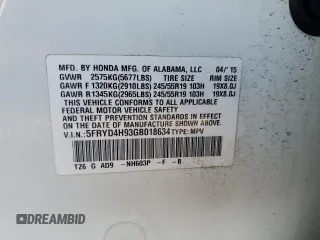 MFD. BY HONDA MFG. OF ALABAMA, LLC 04/'15
GVWR 2575KG(5677LBS) TIRE SIZE RIM SIZE
GAWR F 1320KG(2910LBS) 245/55R19 103H 19X8.0J
GAWR R 1345KG(2965LBS) 245/55R19 103H 19X8.0J
THIS VEHICLE CONFORMS TO ALL APPLICABLE FEDERAL MOTOR VEHICLE SAFETY AND THEFT PREVENTION STANDARDS IN EFFECT ON THE DATE OF MANUFACTURE SHOWN ABOVE.
V.I.N.: 5FRYD4H93GB018634 TYPE: MPV
TZ6 G AD9 -NH603P -F -B
DREAMBID